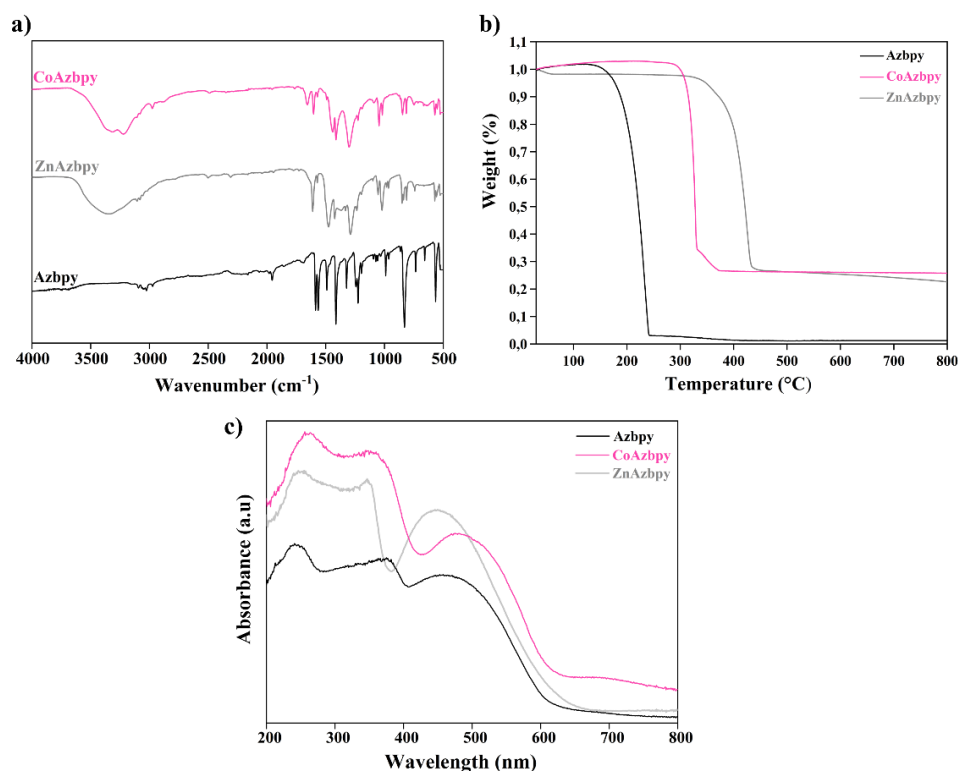 a)
CoAzbpy
ZnAzbpy
Azbpy
4000 3500 3000 2500 2000 1500 1000 500
Wavenumber (cm-1)
b)
1,1
1,0
0,9
0,8
0,7
0,6
0,5
0,4
0,3
0,2
0,1
0,0
Weight (%)
Azbpy
CoAzbpy
ZnAzbpy
100 200 300 400 500 600 700 800
Temperature (°C)
c)
Absorbance (a.u)
Azbpy
CoAzbpy
ZnAzbpy
200 300 400 500 600 700 800
Wavelength (nm)